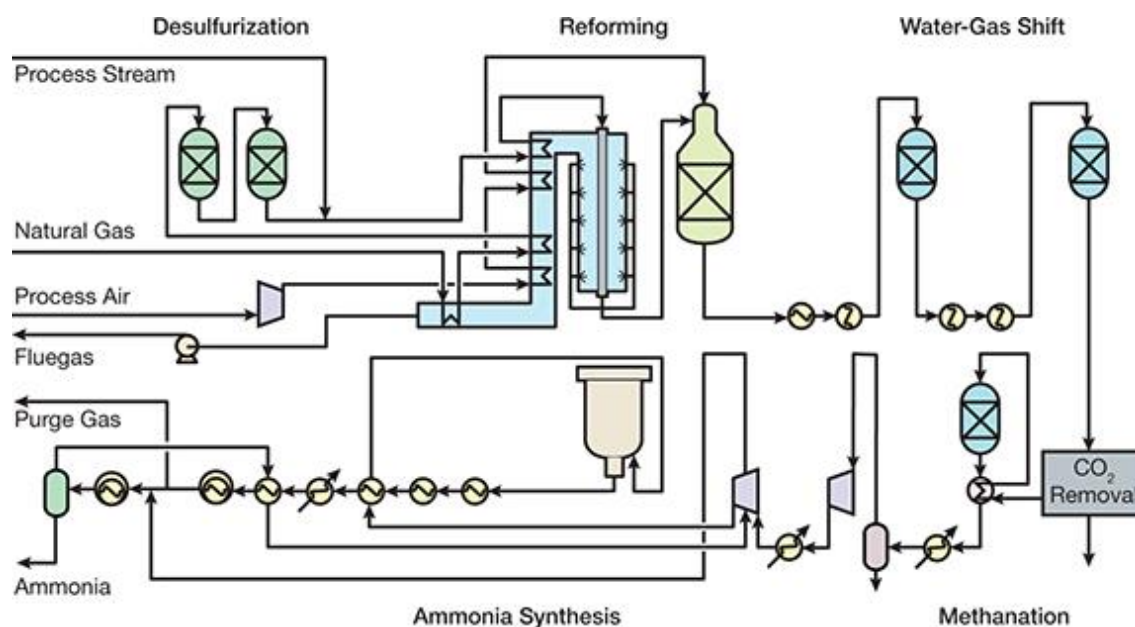 Desulfurization
Reforming
Water-Gas Shift
Process Stream
Natural Gas
Process Air
Fluegas
Purge Gas
CO2
Removal
Ammonia
Ammonia Synthesis
Methanation